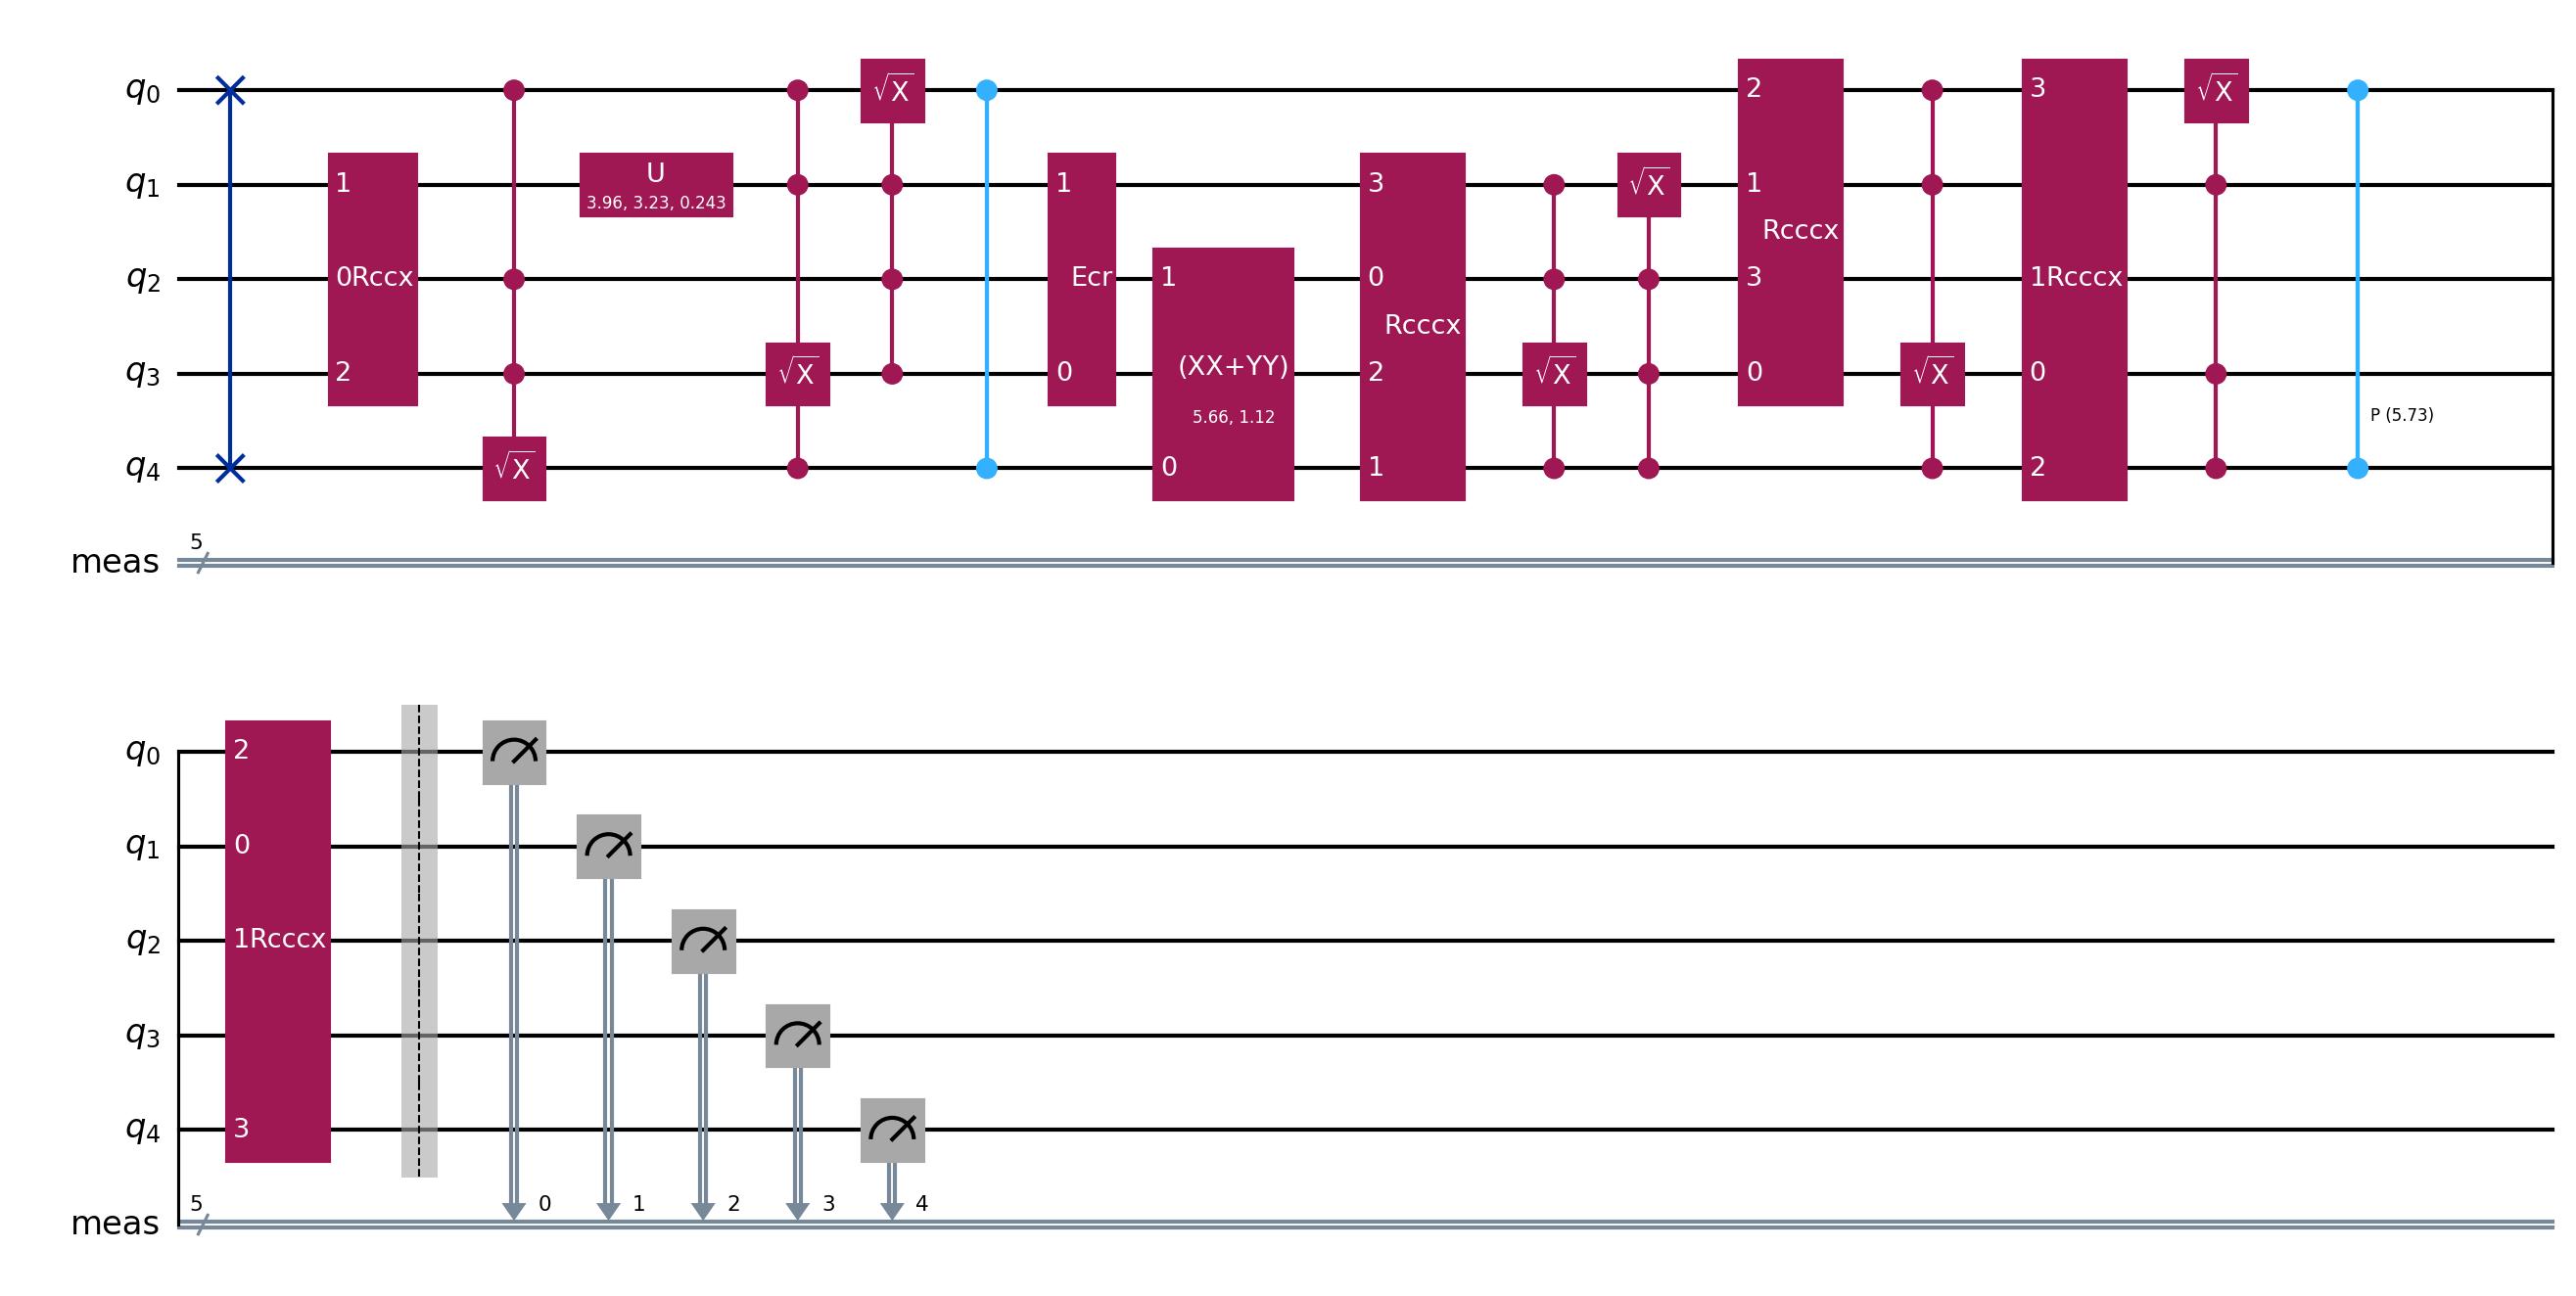 q0 √X 2 3 √X
q1 1 U 3.96, 3.23, 0.243 1 3 √X 1
Rcccx
q2 0Rccx Ecr 1 0 3 1Rcccx
Rcccx
q3 2 √X 0 (XX+YY) 2 √X 0 √X 0
5.66, 1.12 P (5.73)
q4 √X 0 1 2
5
meas
q0 2
q1 0
q2 1Rcccx
q3
q4 3
5 0 1 2 3 4
meas